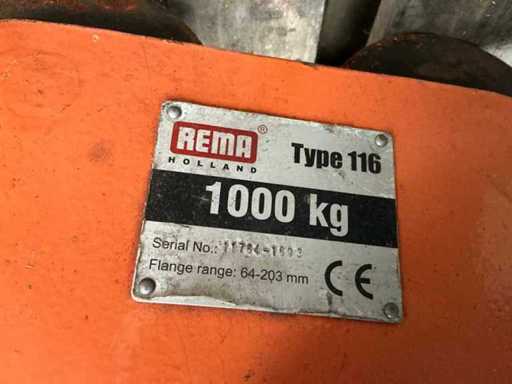 REMA®
HOLLAND
Type 116
1000 kg
Serial No.:
Flange range: 64-203 mm
CE